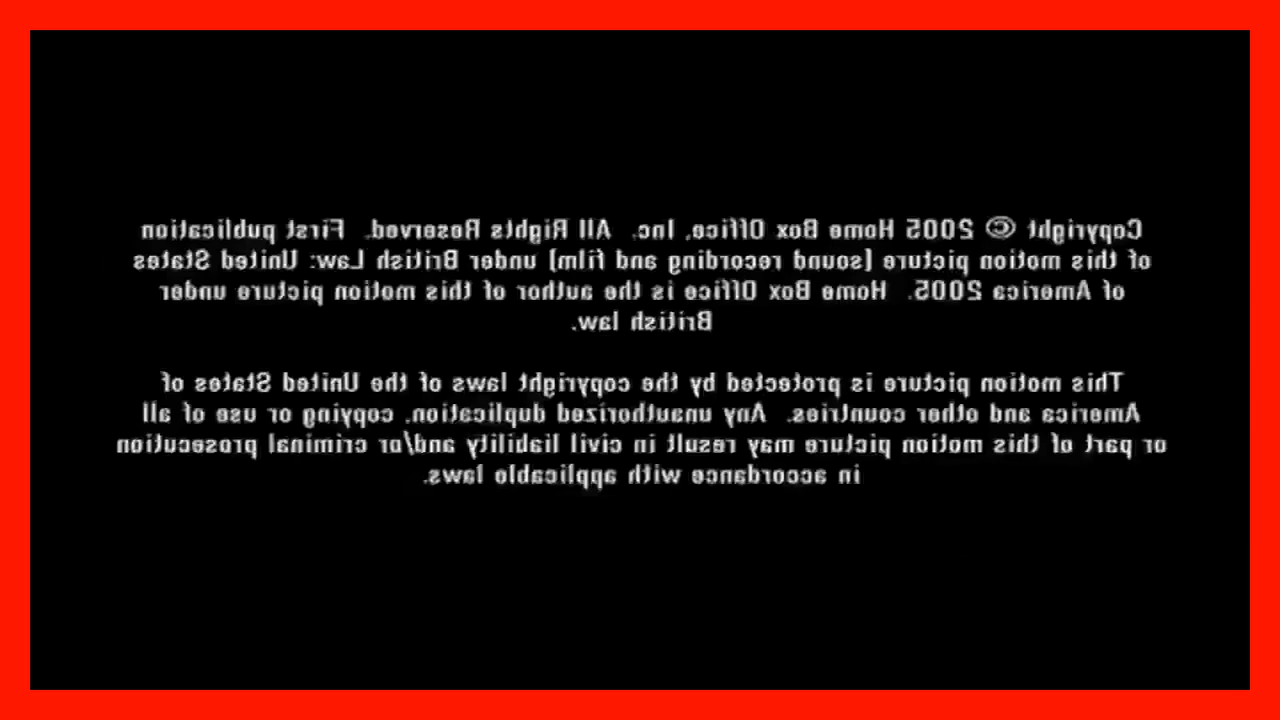 Copyright © 2005 Home Box Office, Inc. All Rights Reserved. First publication
of this motion picture (sound recording and film) under British Law: United States
of America 2005. Home Box Office is the author of this motion picture under
British law.
This motion picture is protected by the copyright laws of the United States of
America and other countries. Any unauthorized duplication, copying or use of all
or part of this motion picture may result in civil liability and/or criminal prosecution
in accordance with applicable laws.